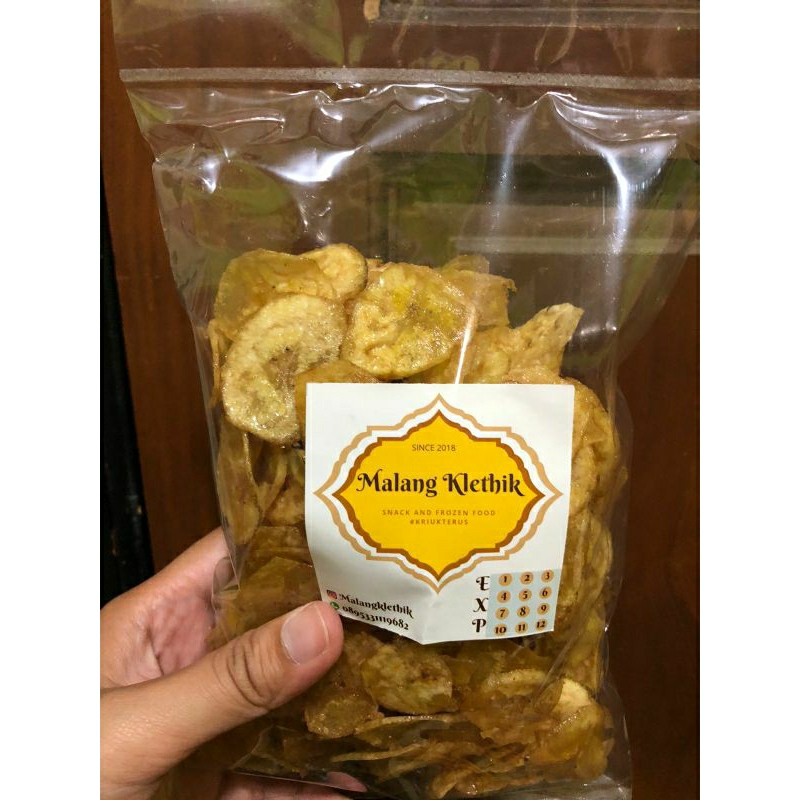 SINCE 2018
Malang Klethik
SNACK AND FROZEN FOOD
#KRIUKTERUS
Malangklethik
0895331119682
E
X
P
1 2 3
4 5 6
7 8 9
10 11 12